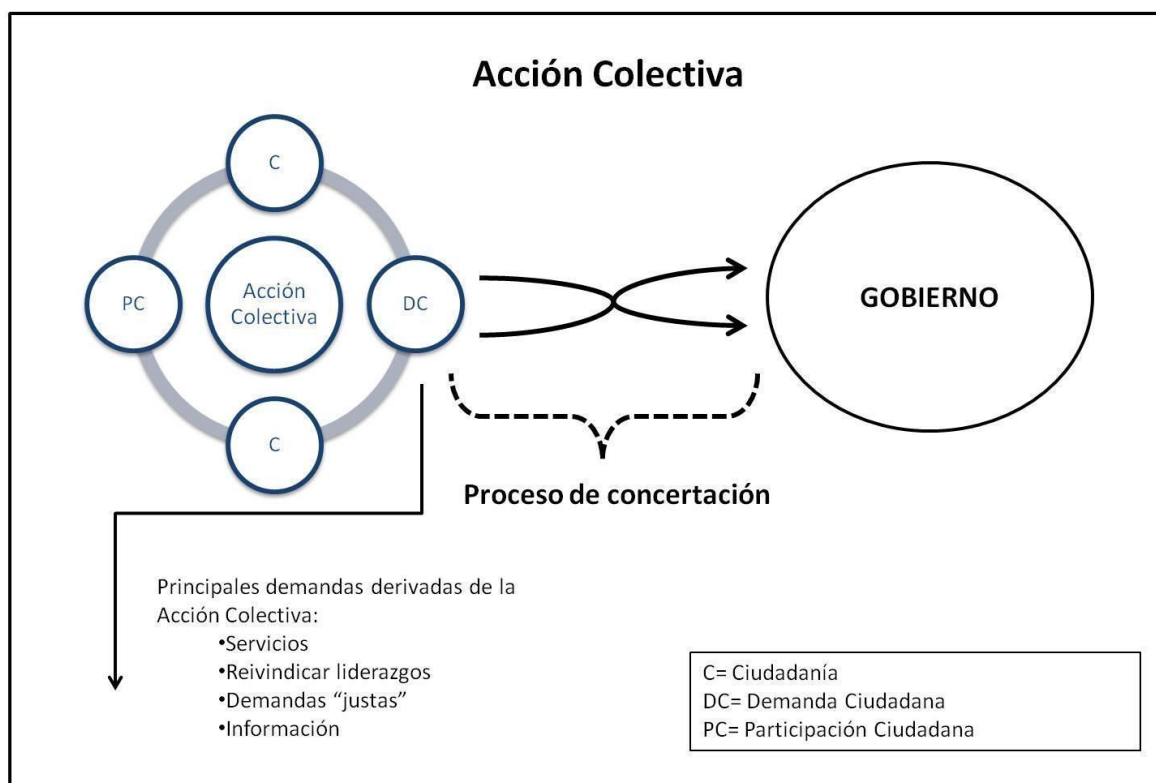 Acción Colectiva
C
PC
Acción
Colectiva
DC
C
GOBIERNO
Proceso de concertación
Principales demandas derivadas de la
Acción Colectiva:
•Servicios
•Reivindicar liderazgos
•Demandas “justas”
•Información
C= Ciudadanía
DC= Demanda Ciudadana
PC= Participación Ciudadana